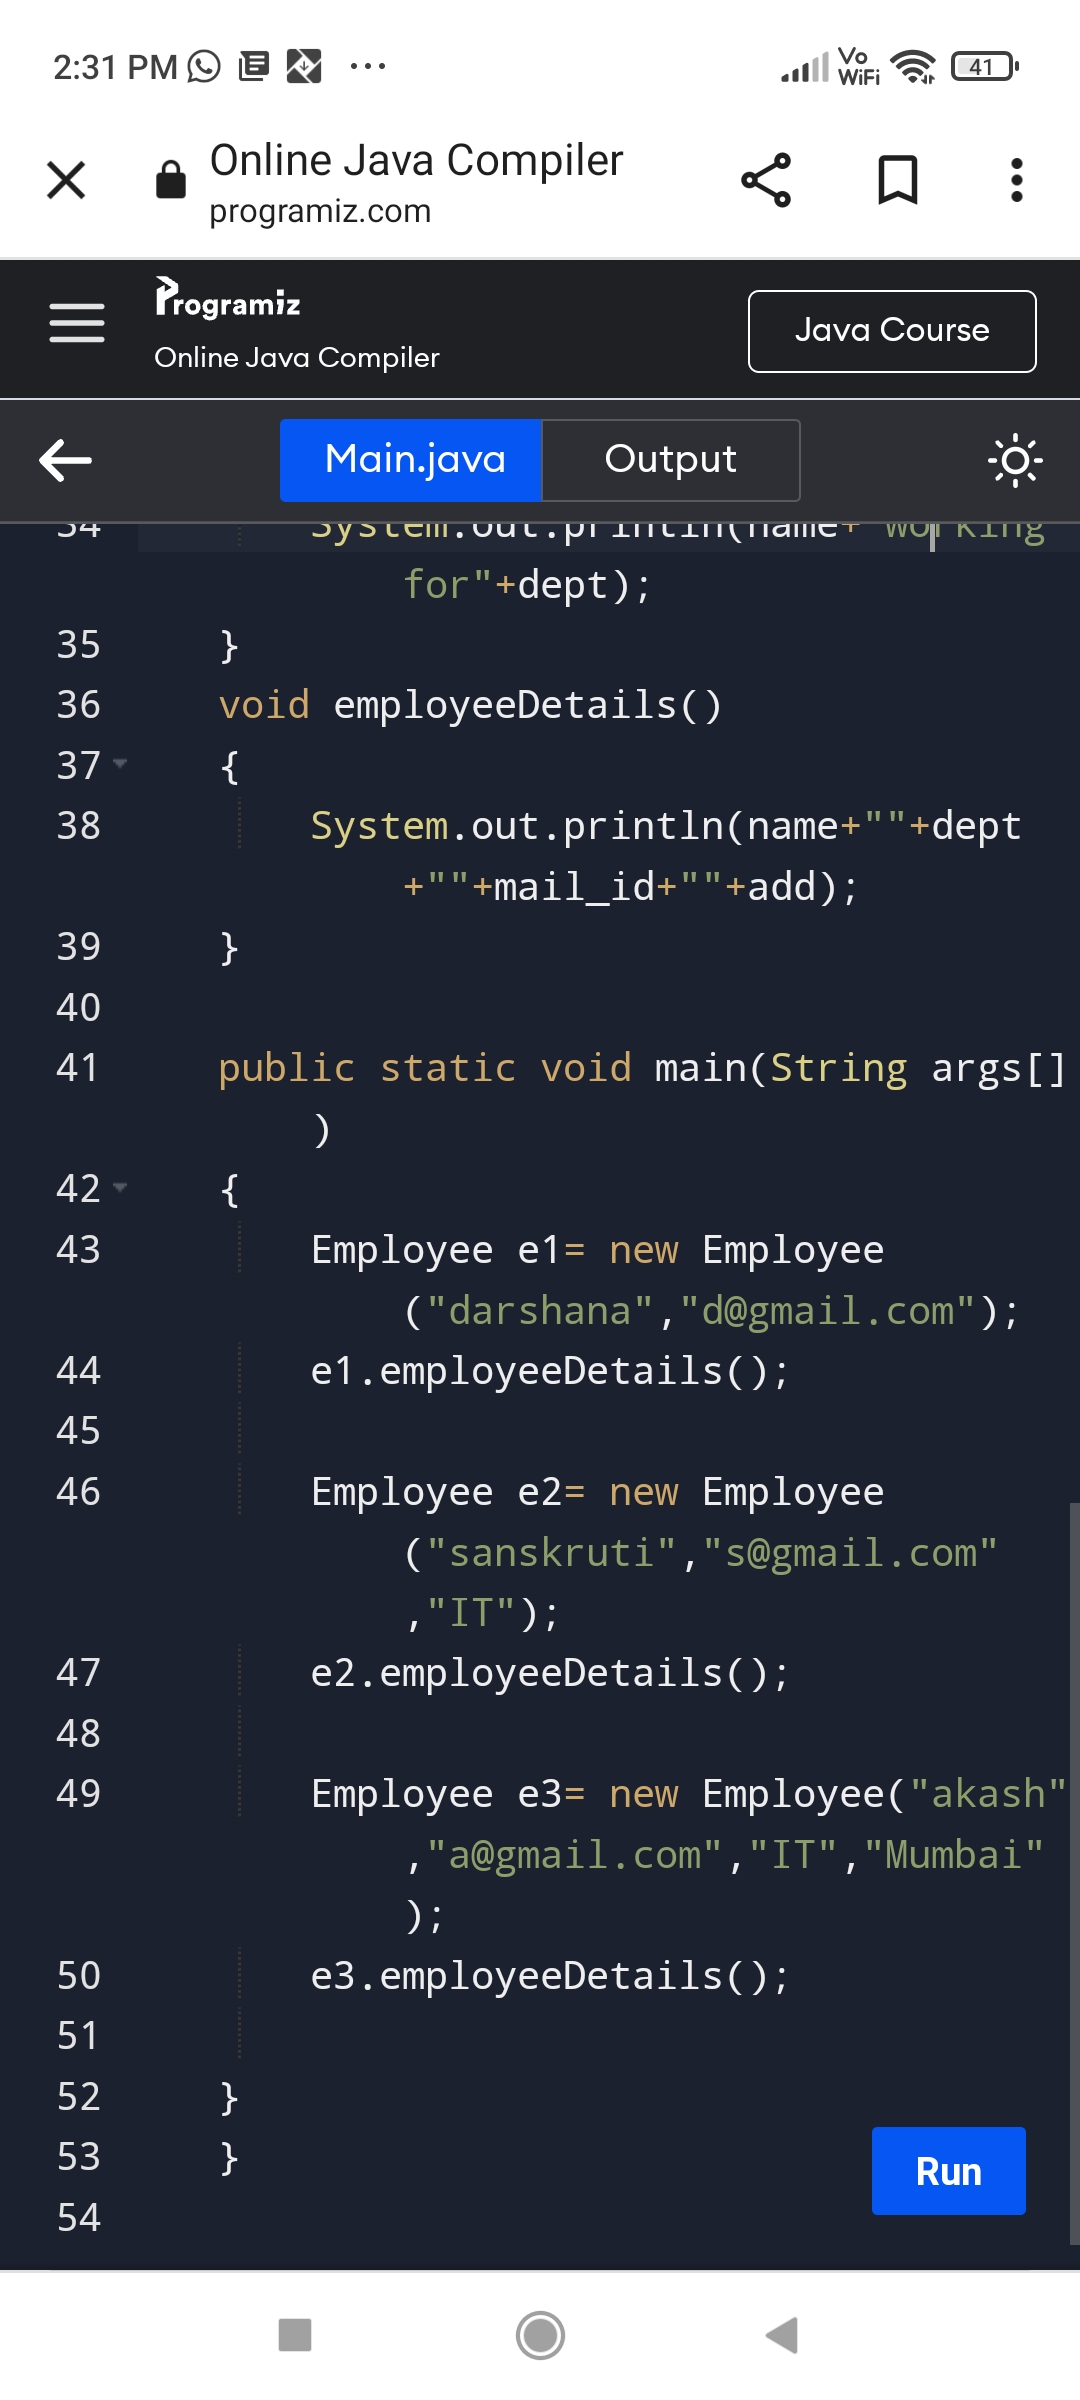 2:31 PM
Vo
WiFi
41
Online Java Compiler
programiz.com
Programiz
Online Java Compiler
Java Course
Main.java
Output
34 System.out.println(name+"working
for"+dept);
35 }
36 void employeeDetails()
37 {
38 System.out.println(name+""+dept
+""+mail_id+""+add);
39 }
40
41 public static void main(String args[]
)
42 {
43 Employee e1= new Employee
("darshana","d@gmail.com");
44 e1.employeeDetails();
45
46 Employee e2= new Employee
("sanskruti","s@gmail.com"
,"IT");
47 e2.employeeDetails();
48
49 Employee e3= new Employee("akash"
,"a@gmail.com","IT","Mumbai"
);
50 e3.employeeDetails();
51
52 }
53 }
54
Run